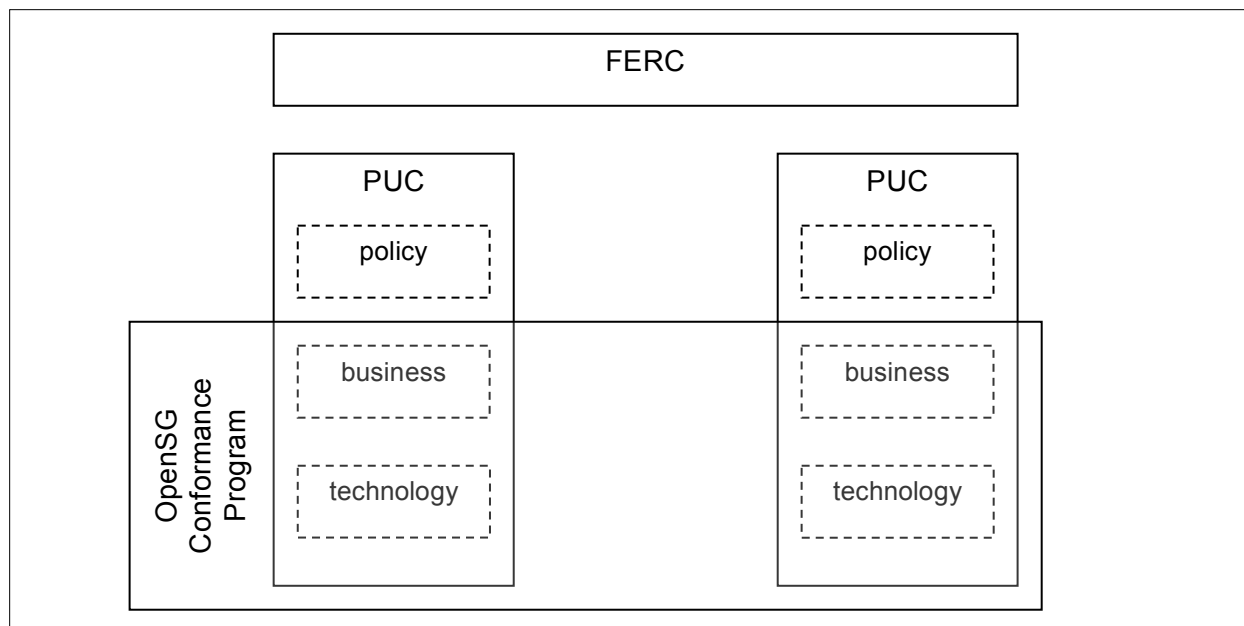 FERC
PUC
policy
business
technology
PUC
policy
business
technology
OpenSG
Conformance
Program